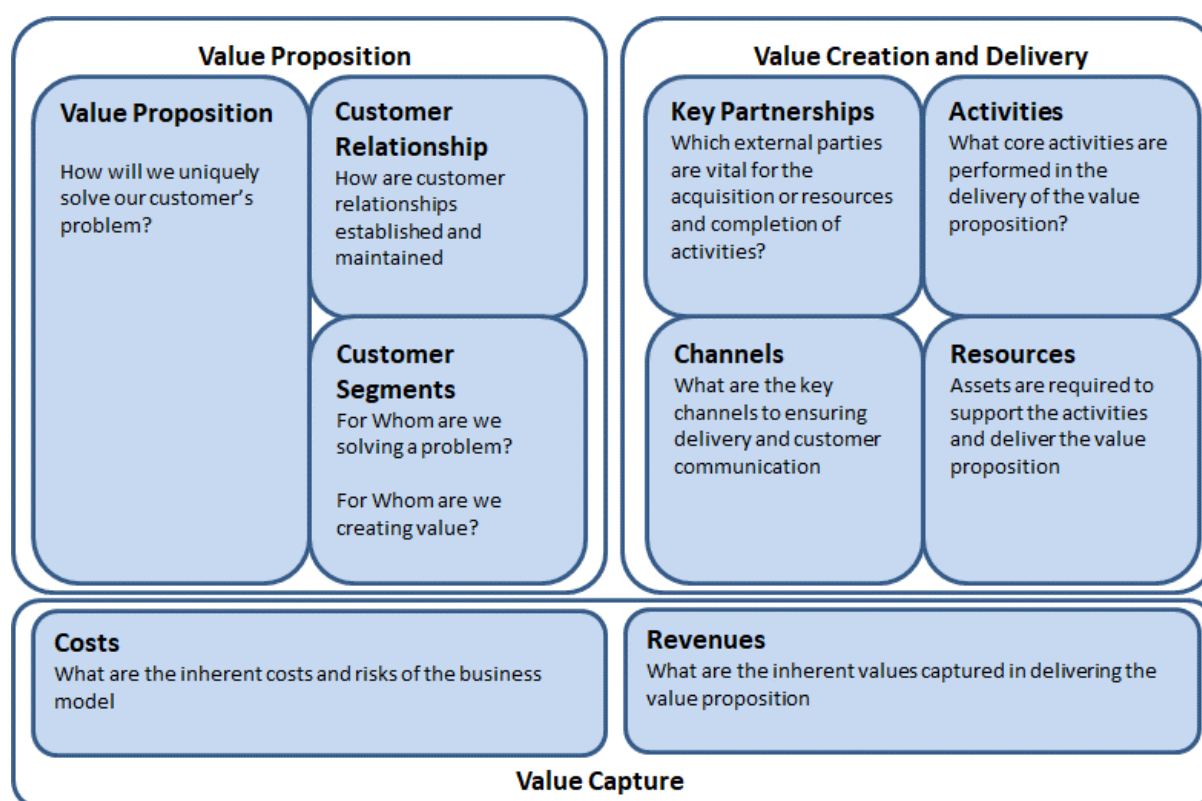 Value Proposition
Value Proposition
How will we uniquely
solve our customer's
problem?
Customer
Relationship
How are customer
relationships
established and
maintained
Customer
Segments
For Whom are we
solving a problem?
For Whom are we
creating value?
Value Creation and Delivery
Key Partnerships
Which external parties
are vital for the
acquisition or resources
and completion of
activities?
Activities
What core activities are
performed in the
delivery of the value
proposition?
Channels
What are the key
channels to ensuring
delivery and customer
communication
Resources
Assets are required to
support the activities
and deliver the value
proposition
Costs
What are the inherent costs and risks of the business
model
Revenues
What are the inherent values captured in delivering the
value proposition
Value Capture